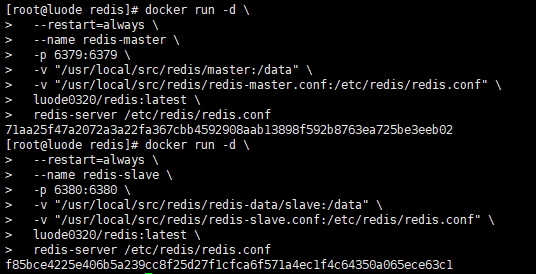 [root@luode redis]# docker run -d \
>   --restart=always \
>   --name redis-master \
>   -p 6379:6379 \
>   -v "/usr/local/src/redis/master:/data" \
>   -v "/usr/local/src/redis/redis-master.conf:/etc/redis/redis.conf" \
>   luode0320/redis:latest \
>   redis-server /etc/redis/redis.conf
71aa25f47a2072a3a22fa367cbb4592908aab13898f592b8763ea725be3eeb02
[root@luode redis]# docker run -d \
>   --restart=always \
>   --name redis-slave \
>   -p 6380:6380 \
>   -v "/usr/local/src/redis/redis-data/slave:/data" \
>   -v "/usr/local/src/redis/redis-slave.conf:/etc/redis/redis.conf" \
>   luode0320/redis:latest \
>   redis-server /etc/redis/redis.conf
f85bce4225e406b5a239cc8f25d27f1cfca6f571a4ec1f4c64350a065ece63c1